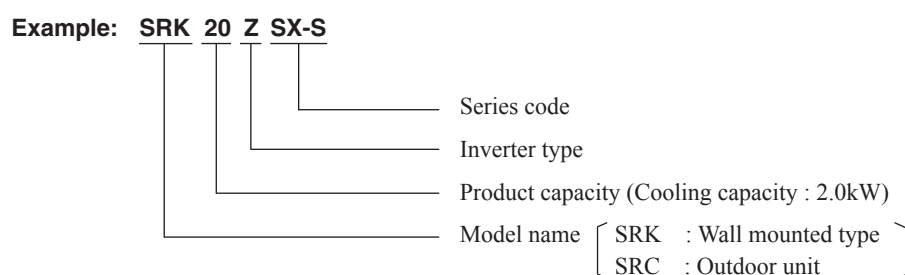 Example: SRK 20 Z SX-S
Series code
Inverter type
Product capacity (Cooling capacity : 2.0kW)
Model name SRK : Wall mounted type
SRC : Outdoor unit